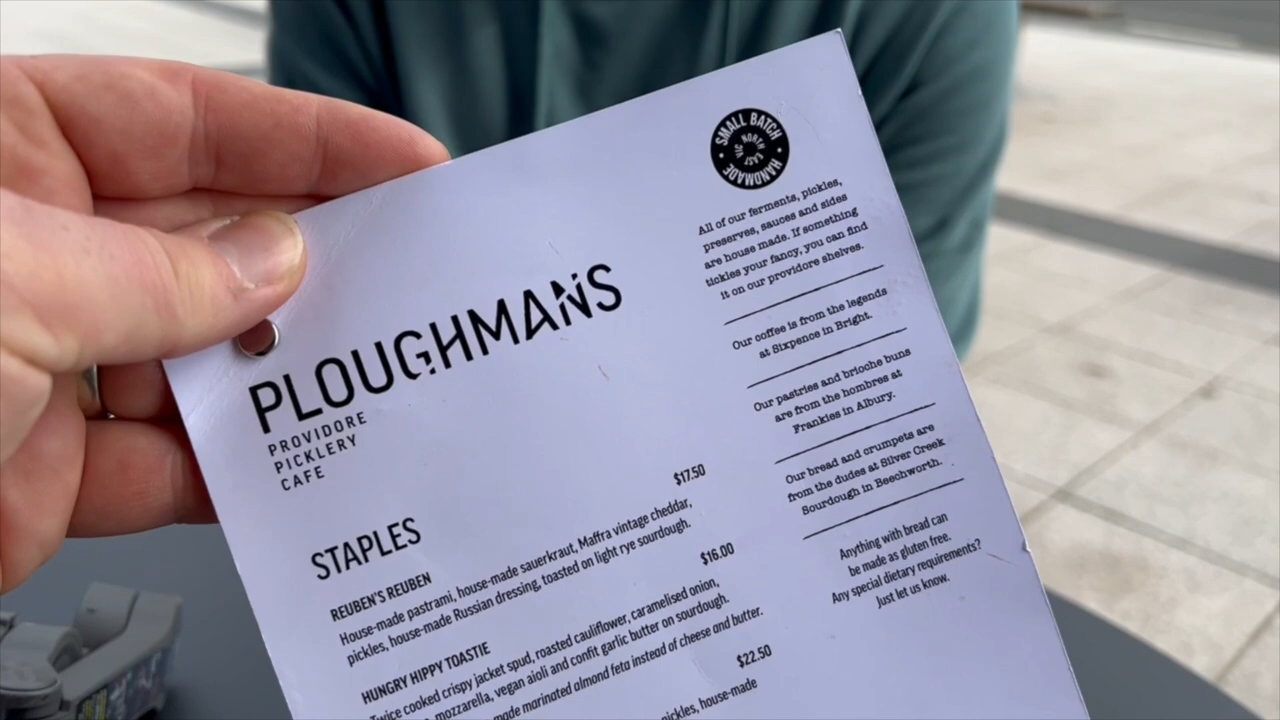 SMALL BATCH
NORTH EAST VIC
HANDMADE
All of our ferments, pickles,
preserves, sauces and sides
are house made. If something
tickles your fancy, you can find
it on our providore shelves.
Our coffee is from the legends
at Sixpence in Bright.
Our pastries and brioche buns
are from the hombres at
Frankies in Albury.
Our bread and crumpets are
from the dudes at Silver Creek
Sourdough in Beechworth.
Anything with bread can
be made as gluten free.
Any special dietary requirements?
Just let us know.
PLOUGHMANS
PROVIDORE
PICKLERY
CAFE
STAPLES
REUBEN'S REUBEN
$17.50
House-made pastrami, house-made sauerkraut, Maffra vintage cheddar,
pickles, house-made Russian dressing, toasted on light rye sourdough.
HUNGRY HIPPY TOASTIE
$16.00
Twice cooked crispy jacket spud, roasted cauliflower, caramelised onion,
mozzarella, vegan aioli and confit garlic butter on sourdough.
marinated almond feta instead of cheese and butter.
$22.50
pickles, house-made